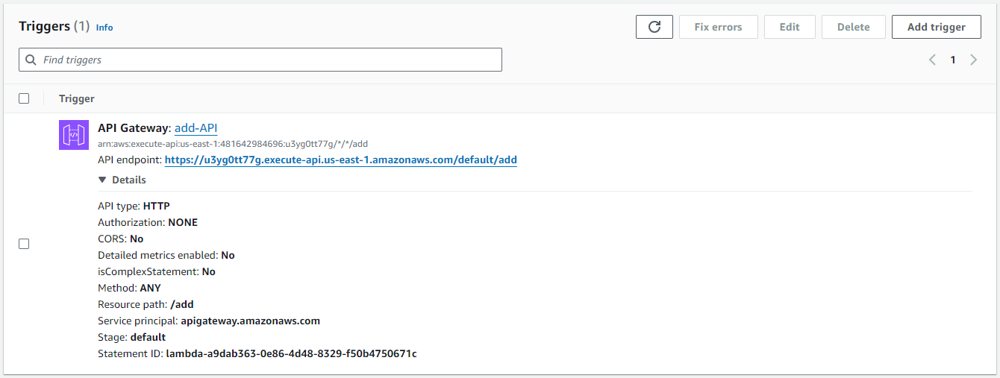 Triggers (1) Info
Fix errors Edit Delete Add trigger
Find triggers
1
Trigger
API Gateway: add-API
arn:aws:execute-api:us-east-1:481642984696:u3yg0tt77g/*/*/add
API endpoint: https://u3yg0tt77g.execute-api.us-east-1.amazonaws.com/default/add
Details
API type: HTTP
Authorization: NONE
CORS: No
Detailed metrics enabled: No
isComplexStatement: No
Method: ANY
Resource path: /add
Service principal: apigateway.amazonaws.com
Stage: default
Statement ID: lambda-a9dab363-0e86-4d48-8329-f50b4750671c